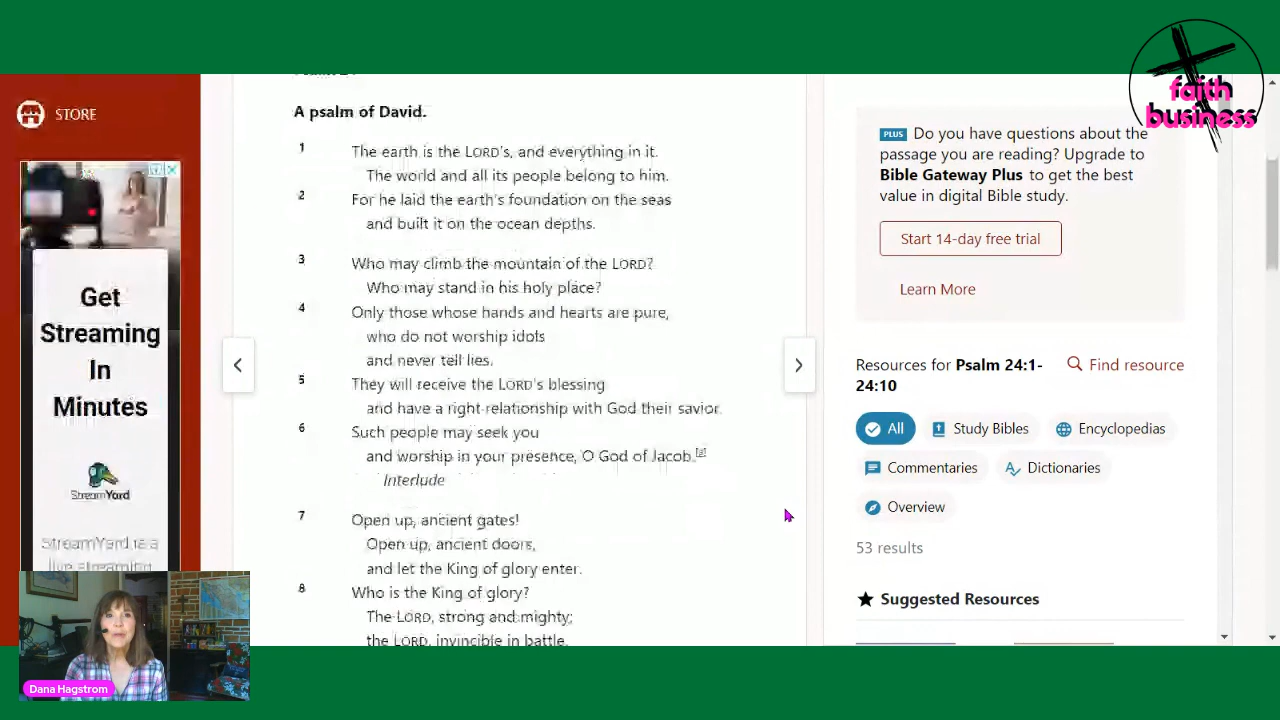 faith
business
STORE
Get
Streaming
In
Minutes
StreamYard
StreamYard is a
live streaming
Dana Hagstrom
A psalm of David.
1 The earth is the LORD's, and everything in it.
The world and all its people belong to him.
2 For he laid the earth's foundation on the seas
and built it on the ocean depths.
3 Who may climb the mountain of the LORD?
Who may stand in his holy place?
4 Only those whose hands and hearts are pure,
who do not worship idols
and never tell lies.
5 They will receive the LORD's blessing
and have a right relationship with God their savior.
6 Such people may seek you
and worship in your presence, O God of Jacob.[a]
Interlude
7 Open up, ancient gates!
Open up, ancient doors,
and let the King of glory enter.
8 Who is the King of glory?
The LORD, strong and mighty;
the LORD, invincible in battle.
PLUS Do you have questions about the
passage you are reading? Upgrade to
Bible Gateway Plus to get the best
value in digital Bible study.
Start 14-day free trial
Learn More
Resources for Psalm 24:1-
24:10
Find resource
All Study Bibles Encyclopedias
Commentaries Dictionaries
Overview
53 results
Suggested Resources